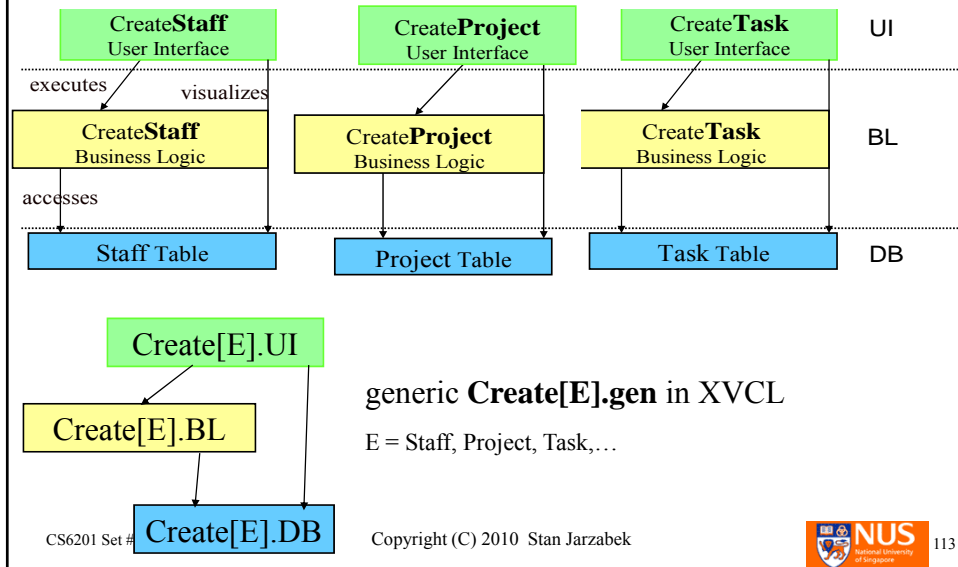 CreateStaff
User Interface
CreateProject
User Interface
CreateTask
User Interface
UI
executes
visualizes
CreateStaff
Business Logic
CreateProject
Business Logic
CreateTask
Business Logic
BL
accesses
Staff Table
Project Table
Task Table
DB
Create[E].UI
Create[E].BL
Create[E].DB
generic Create[E].gen in XVCL
E = Staff, Project, Task,…
CS6201 Set #
Copyright (C) 2010 Stan Jarzabek
NUS
National University
of Singapore
113